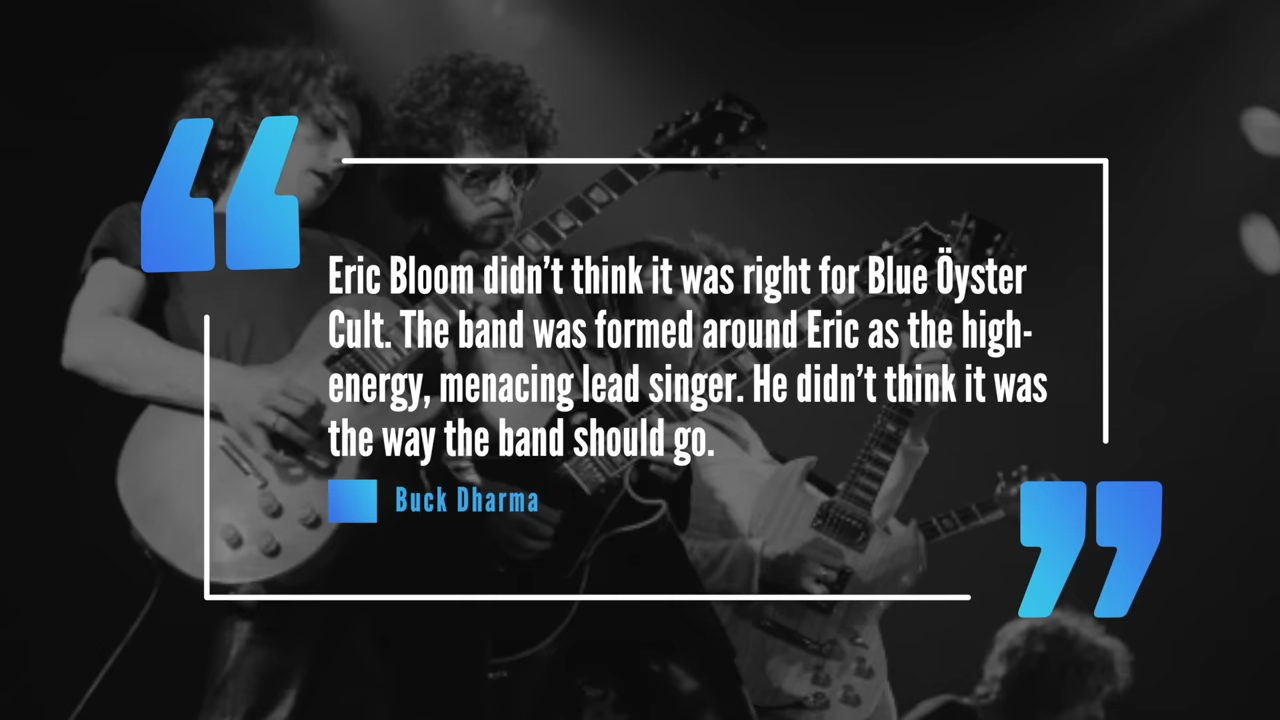 Eric Bloom didn’t think it was right for Blue Öyster
Cult. The band was formed around Eric as the high-
energy, menacing lead singer. He didn’t think it was
the way the band should go.
Buck Dharma